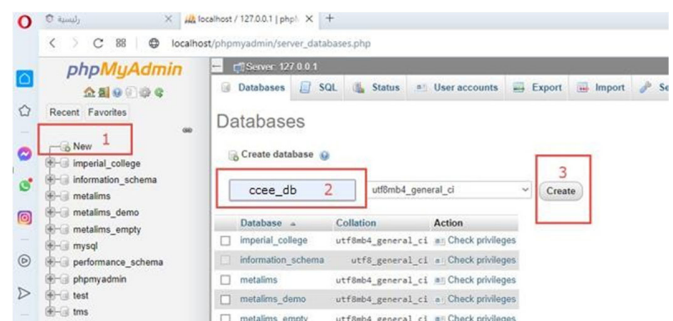 رئيسية
localhost / 127.0.0.1 | php
localhost/phpmyadmin/server_databases.php
phpMyAdmin
Recent Favorites
New 1
imperial_college
information_schema
metalims
metalims_demo
metalims_empty
mysql
performance_schema
phpmyadmin
test
tms
Server: 127.0.0.1
Databases SQL Status User accounts Export Import Se
Databases
Create database
ccee_db 2 utf8mb4_general_ci Create 3
Database Collation Action
imperial_college utf8mb4_general_ci Check privileges
information_schema utf8_general_ci Check privileges
metalims utf8mb4_general_ci Check privileges
metalims_demo utf8mb4_general_ci Check privileges
metalims_empty utf8mb4_general_ci Check privileges